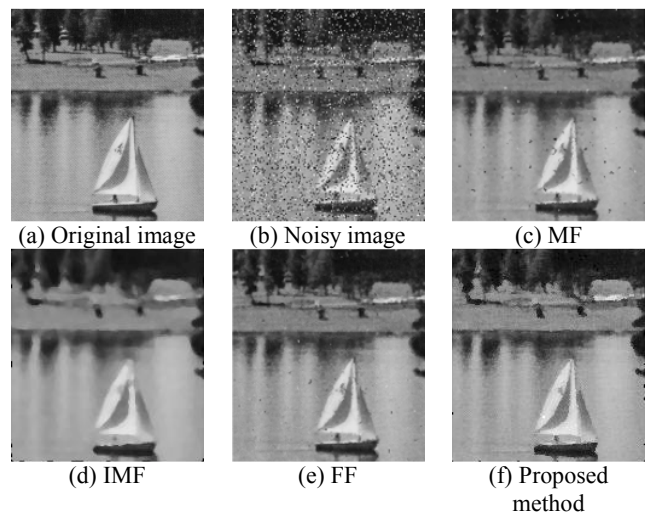 (a) Original image
(b) Noisy image
(c) MF
(d) IMF
(e) FF
(f) Proposed
method